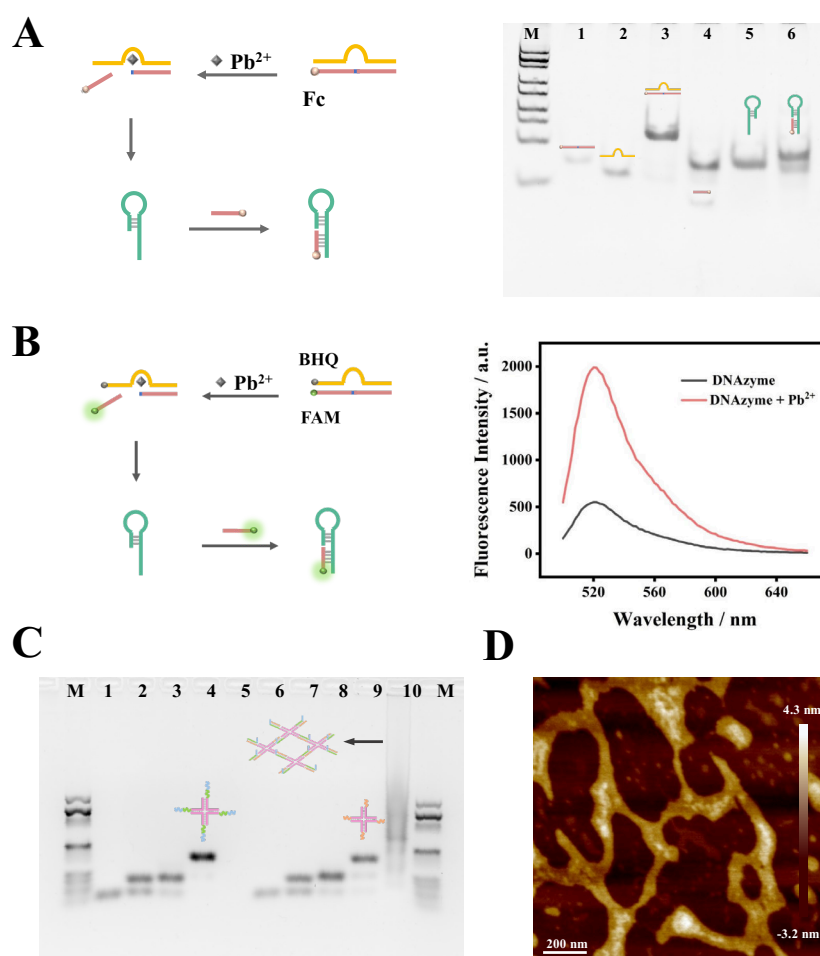 A
Pb²⁺
Fc
M 1 2 3 4 5 6
B
BHQ
Pb²⁺
FAM
Fluorescence Intensity / a.u.
2000
1500
1000
500
0
DNAzyme
DNAzyme + Pb²⁺
520 560 600 640
Wavelength / nm
C
M 1 2 3 4 5 6 7 8 9 10 M
D
4.3 nm
-3.2 nm
200 nm